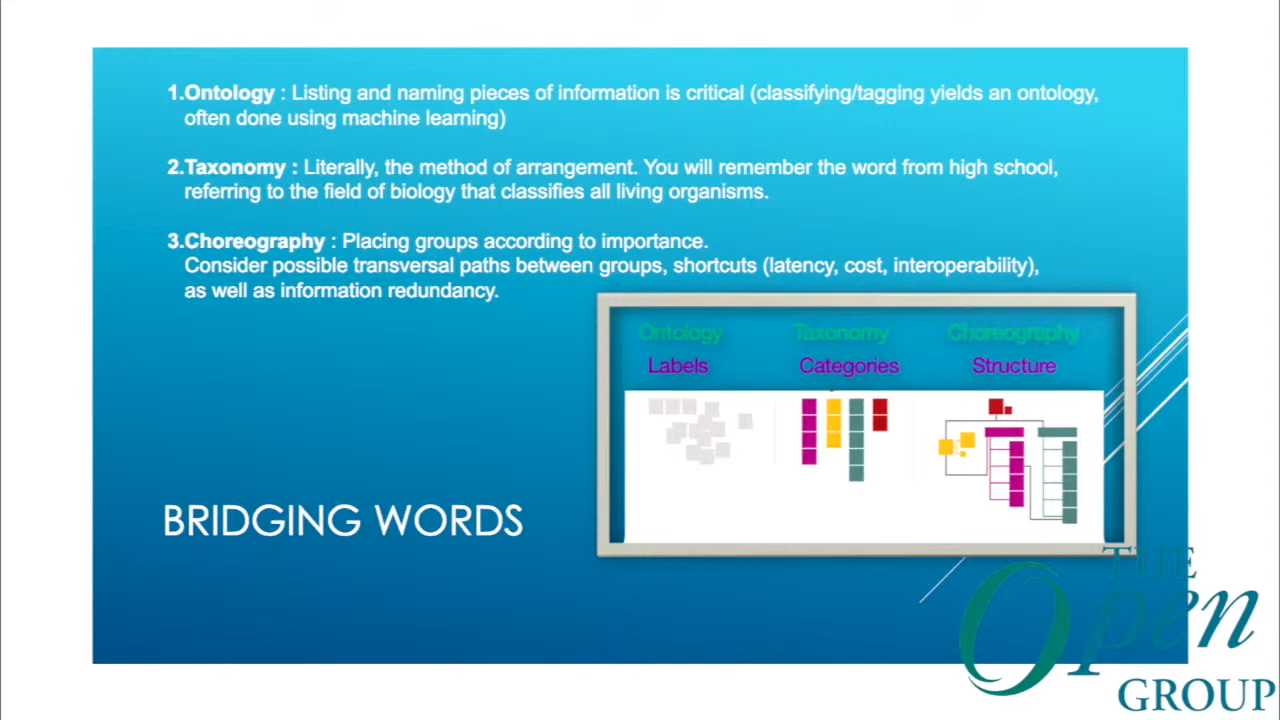 1.Ontology : Listing and naming pieces of information is critical (classifying/tagging yields an ontology,
often done using machine learning)
2.Taxonomy : Literally, the method of arrangement. You will remember the word from high school,
referring to the field of biology that classifies all living organisms.
3.Choreography : Placing groups according to importance.
Consider possible transversal paths between groups, shortcuts (latency, cost, interoperability),
as well as information redundancy.
Ontology Taxonomy Choreography
Labels Categories Structure
BRIDGING WORDS
THE
Open
GROUP